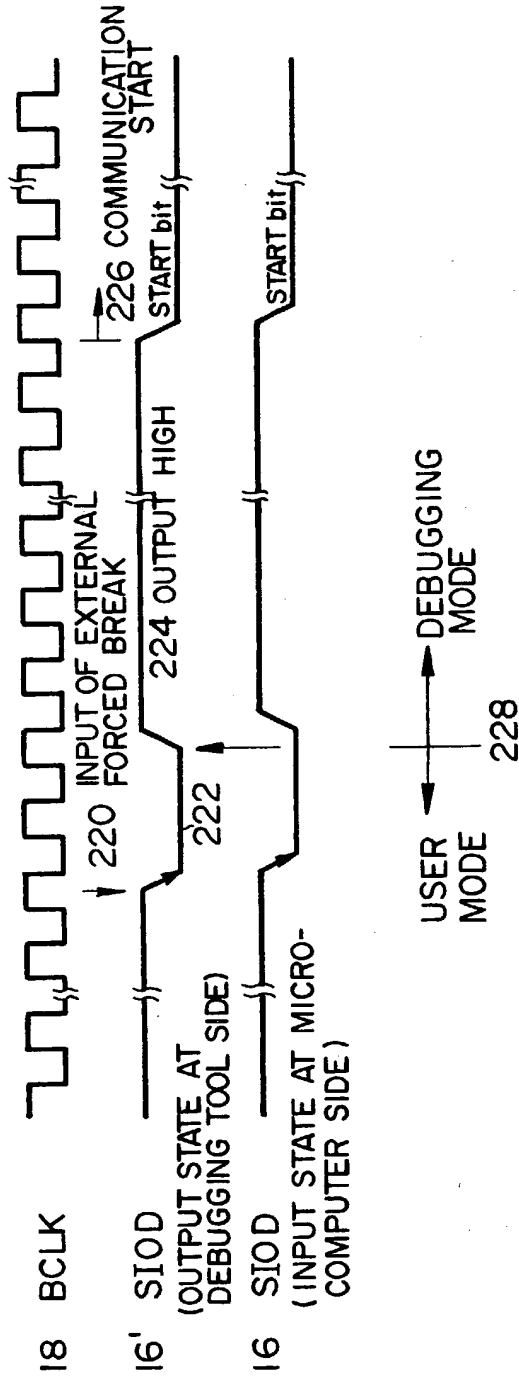 18 BCLK
220
INPUT OF EXTERNAL
FORCED BREAK
226 COMMUNICATION
START
16' SIOD
(OUTPUT STATE AT
DEBUGGING TOOL SIDE)
222
224 OUTPUT HIGH
START bit
16 SIOD
(INPUT STATE AT MICRO-
COMPUTER SIDE)
START bit
USER
MODE
DEBUGGING
MODE
228